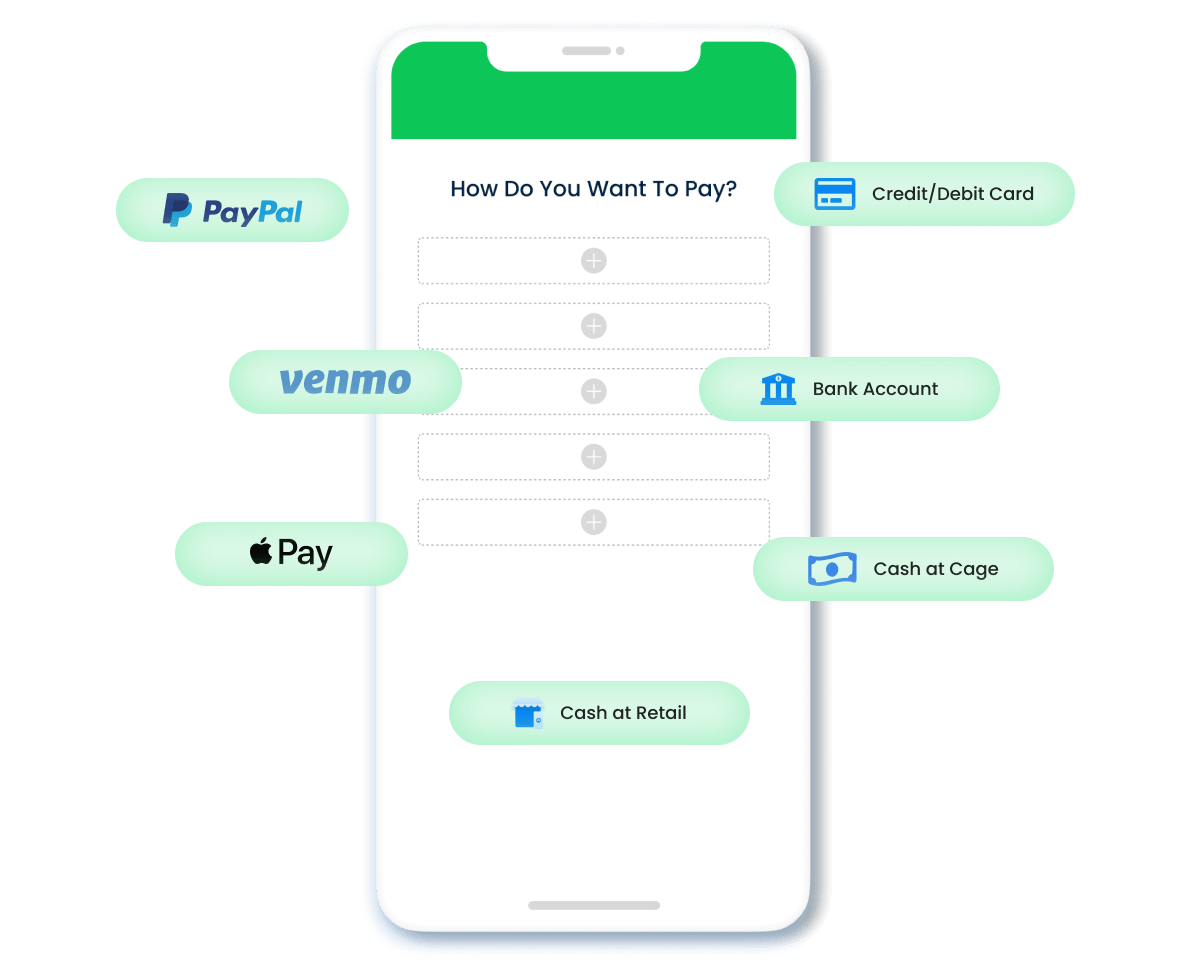 How Do You Want To Pay?
PayPal
Credit/Debit Card
venmo
Bank Account
Pay
Cash at Cage
Cash at Retail